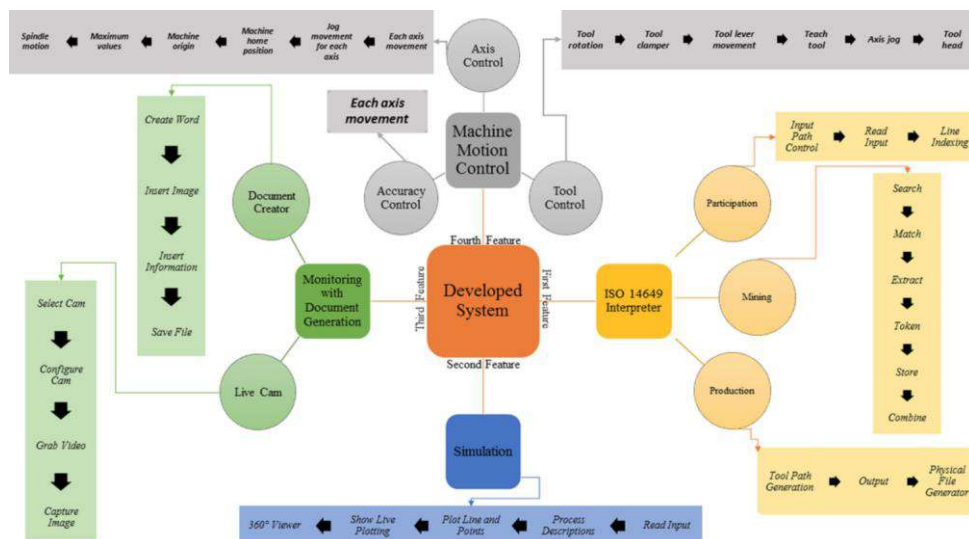 Spindle
motion
Maximum
values
Machine
origin
Machine
home
position
Jog
movement
for each
axis
Each axis
movement
Axis
Control
Tool
rotation
Tool
clamper
Tool lever
movement
Teach
tool
Axis jog
Tool
head
Each axis
movement
Machine
Motion
Control
Accuracy
Control
Tool
Control
Create Word
Insert Image
Insert
Information
Save File
Document
Creator
Input
Path
Control
Read
Input
Line
Indexing
Participation
Search
Match
Extract
Token
Store
Combine
Fourth Feature
Third Feature
Developed
System
First Feature
Second Feature
Monitoring
with
Document
Generation
ISO 14649
Interpreter
Mining
Select Cam
Configure
Cam
Grab Video
Capture
Image
Live Cam
Production
Simulation
Tool Path
Generation
Output
Physical
File
Generator
360° Viewer
Show Live
Plotting
Plot Line and
Points
Process
Descriptions
Read Input